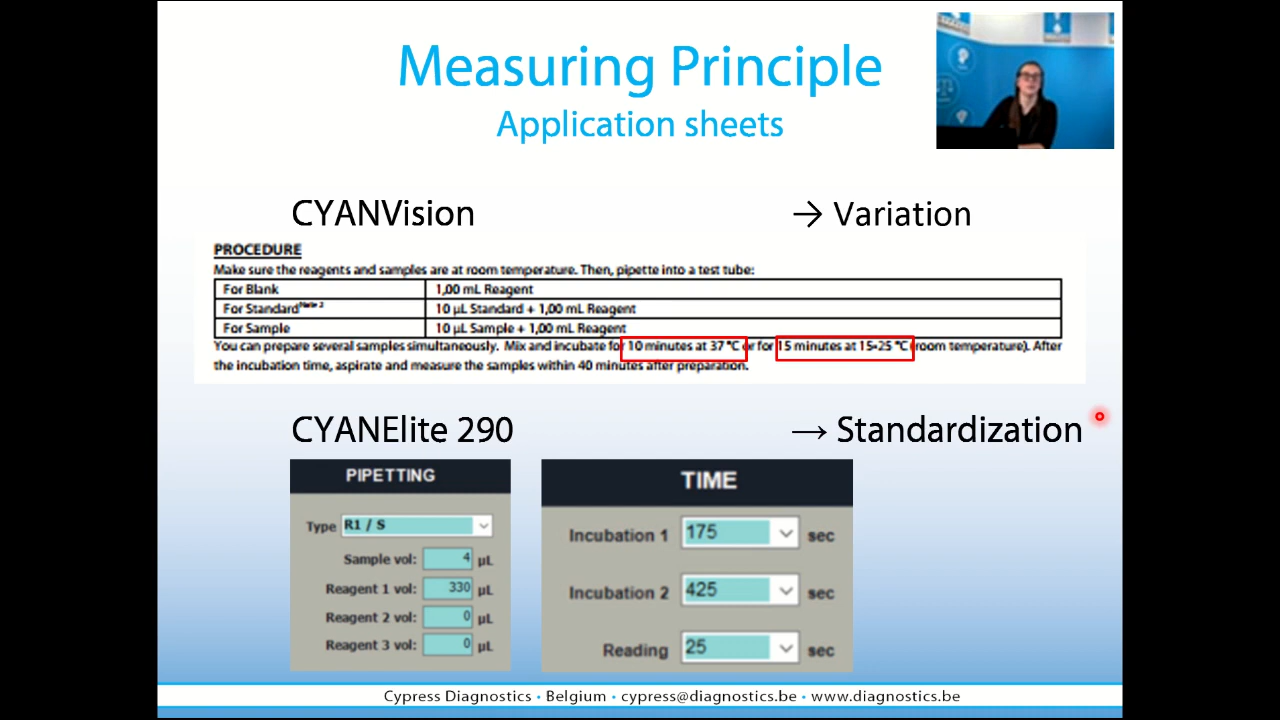 Measuring Principle
Application sheets
CYANVision → Variation
PROCEDURE
Make sure the reagents and samples are at room temperature. Then, pipette into a test tube:
For Blank 1,00 mL Reagent
For Standard Note 2 10 µL Standard + 1,00 mL Reagent
For Sample 10 µL Sample + 1,00 mL Reagent
You can prepare several samples simultaneously. Mix and incubate for 10 minutes at 37 °C or for 15 minutes at 15-25 °C (room temperature). After
the incubation time, aspirate and measure the samples within 40 minutes after preparation.
CYANElite 290 → Standardization
PIPETTING
Type R1 / S
Sample vol: 4 µL
Reagent 1 vol: 330 µL
Reagent 2 vol: 0 µL
Reagent 3 vol: 0 µL
TIME
Incubation 1 175 sec
Incubation 2 425 sec
Reading 25 sec
Cypress Diagnostics • Belgium • cypress@diagnostics.be • www.diagnostics.be